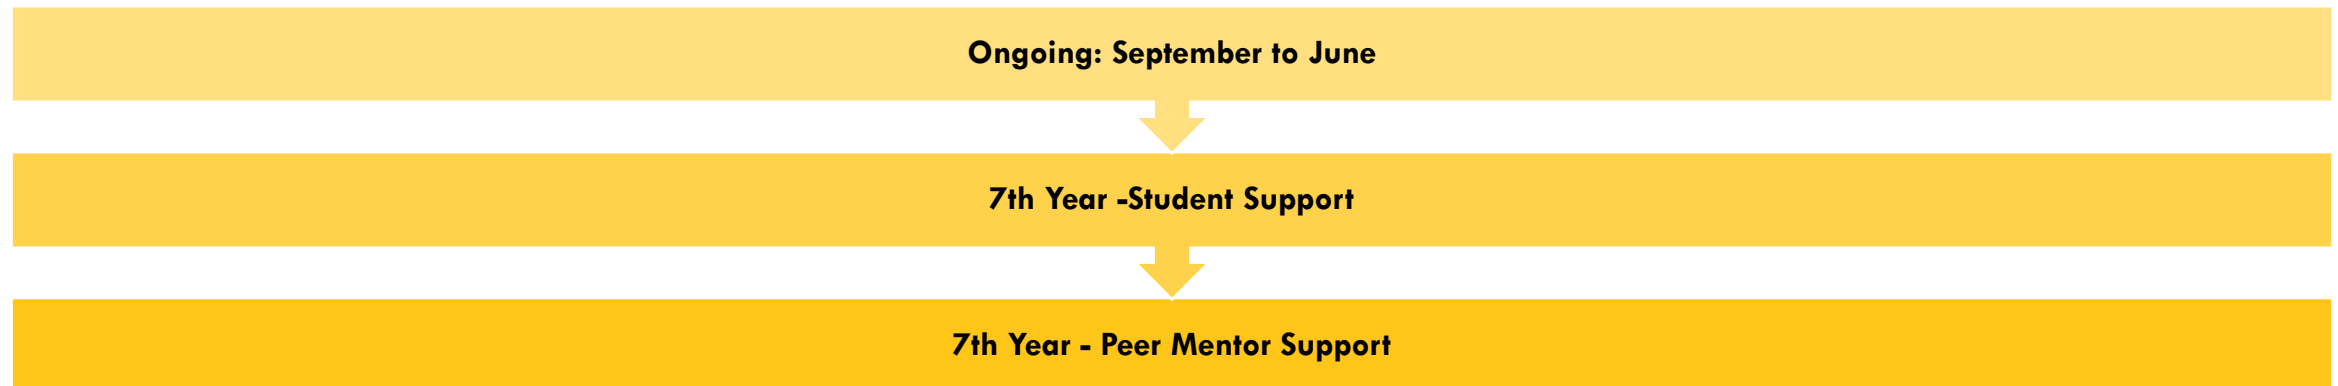 Ongoing: September to June
7th Year -Student Support
7th Year - Peer Mentor Support